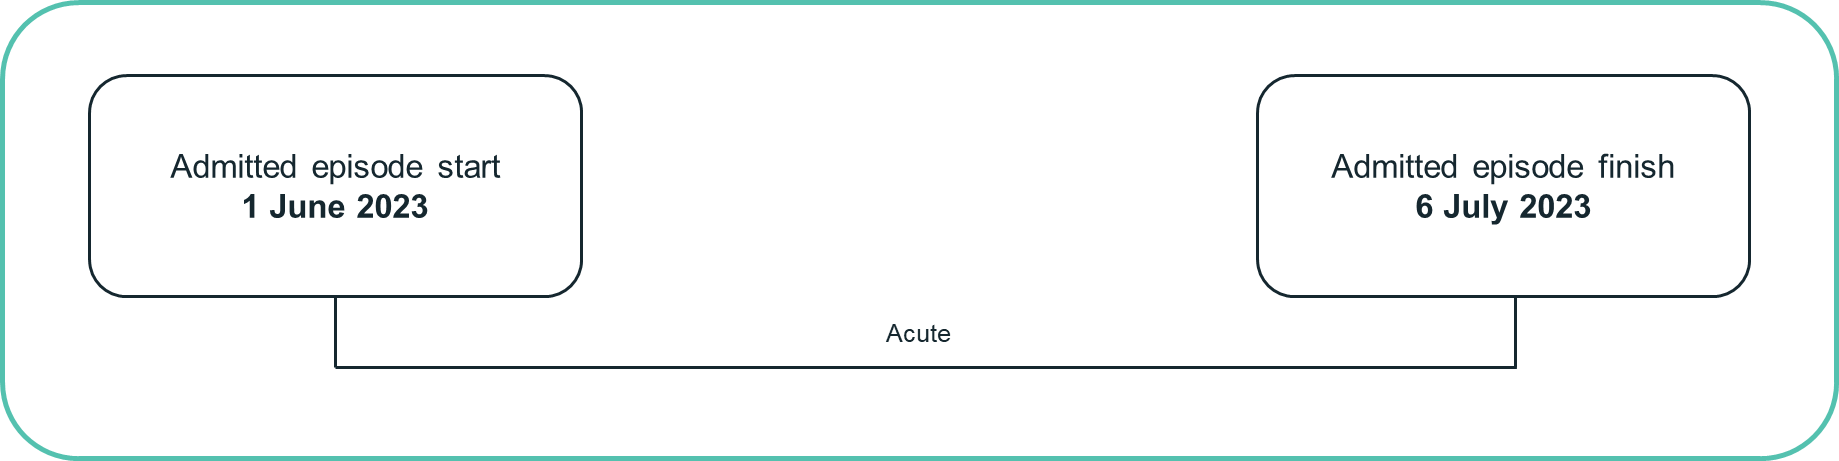 Admitted episode start
1 June 2023
Admitted episode finish
6 July 2023
Acute